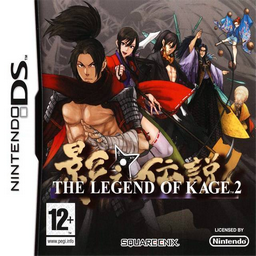 NINTENDO DS
影之伝説
THE LEGEND OF KAGE 2
12+
www.pegi.info
SQUARE ENIX
LICENSED BY
Nintendo